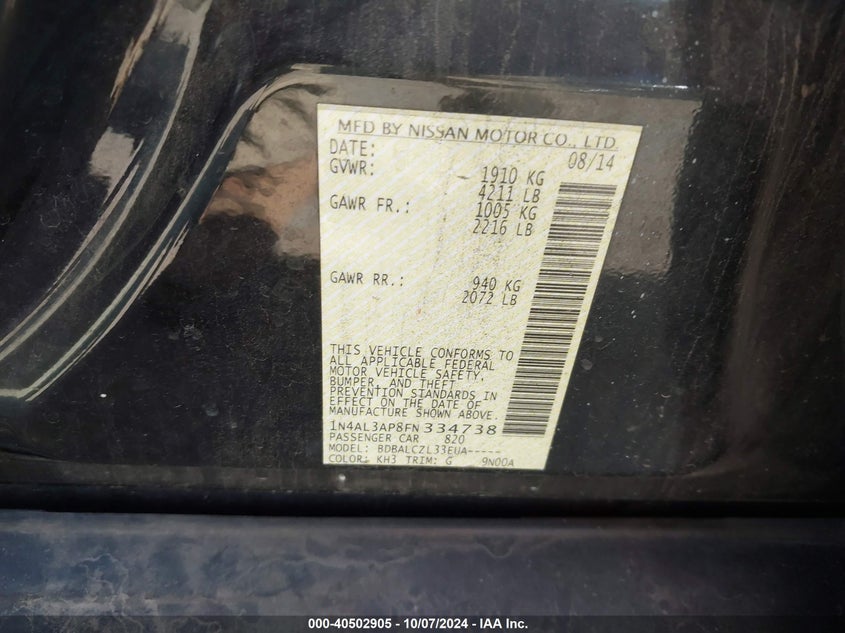 MFD BY NISSAN MOTOR CO., LTD.
DATE: 08/14
GVWR: 1910 KG
4211 LB
GAWR FR.: 1005 KG
2216 LB
GAWR RR.: 940 KG
2072 LB
THIS VEHICLE CONFORMS TO
ALL APPLICABLE FEDERAL
MOTOR VEHICLE SAFETY,
BUMPER, AND THEFT
PREVENTION STANDARDS IN
EFFECT ON THE DATE OF
MANUFACTURE SHOWN ABOVE.
1N4AL3AP8FN334738
PASSENGER CAR 820
MODEL: BDBALCZL33EUA-----
COLOR: KH3 TRIM: G 9N00A
000-40502905 - 10/07/2024 - IAA Inc.